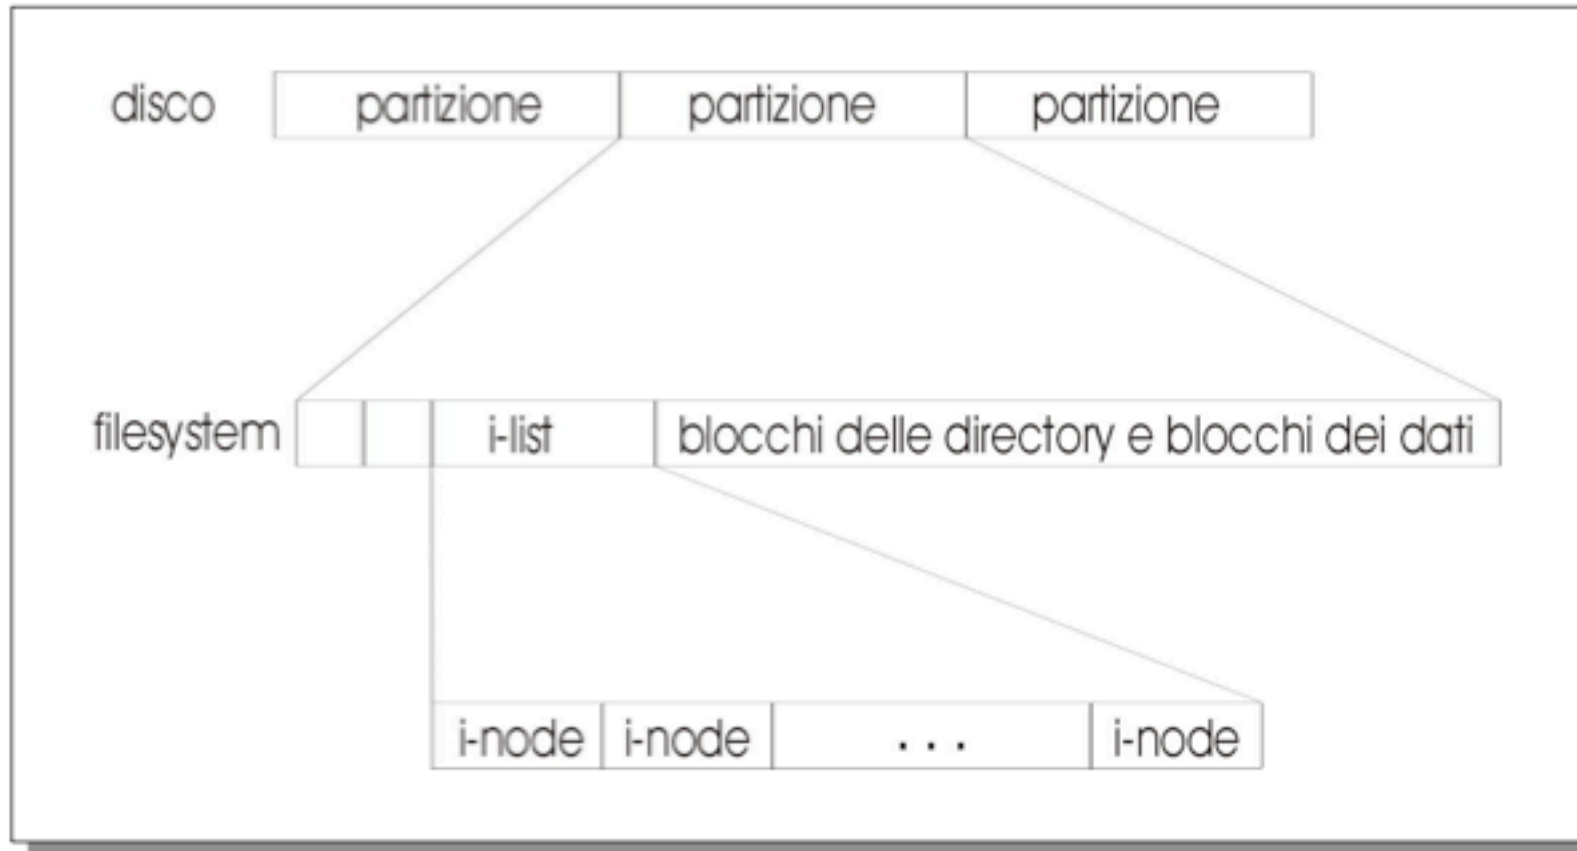 disco partizione partizione partizione
filesystem i-list blocchi delle directory e blocchi dei dati
i-node i-node . . . i-node